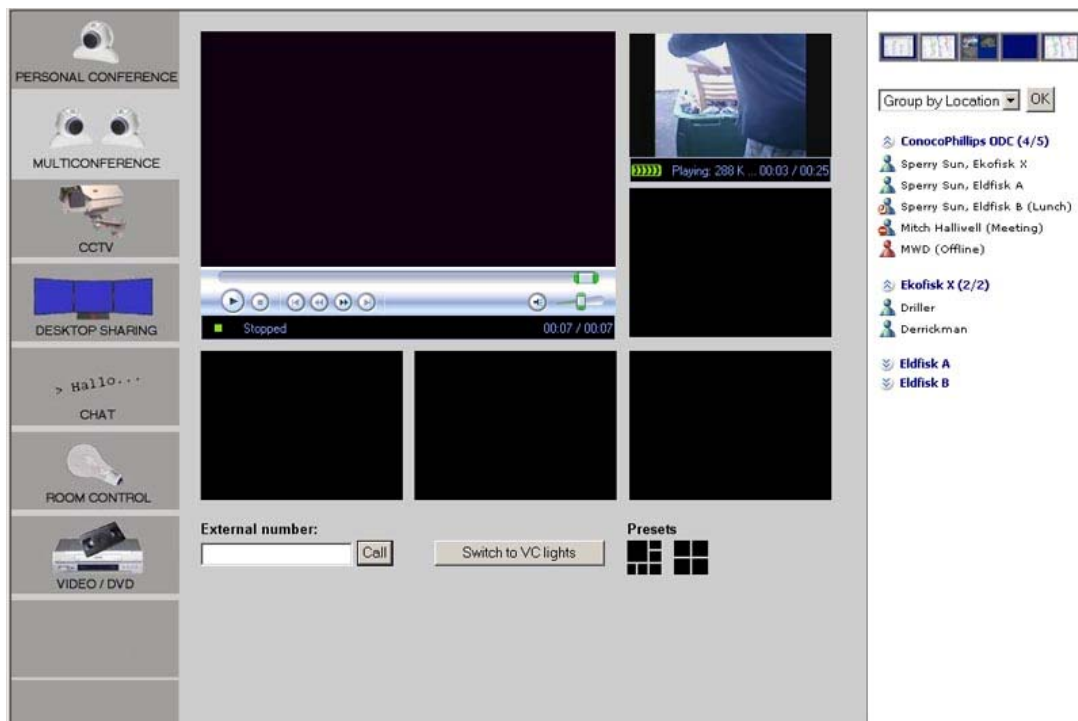 PERSONAL CONFERENCE
MULTICONFERENCE
CCTV
DESKTOP SHARING
> Hallo...
CHAT
ROOM CONTROL
VIDEO / DVD
Playing: 288 K ... 00:03 / 00:25
Stopped 00:07 / 00:07
External number:
Call
Switch to VC lights
Presets
Group by Location OK
ConocoPhillips ODC (4/5)
Sperry Sun, Ekofisk X
Sperry Sun, Eldfisk A
Sperry Sun, Eldfisk B (Lunch)
Mitch Hallivell (Meeting)
MWD (Offline)
Ekofisk X (2/2)
Driller
Derrickman
Eldfisk A
Eldfisk B